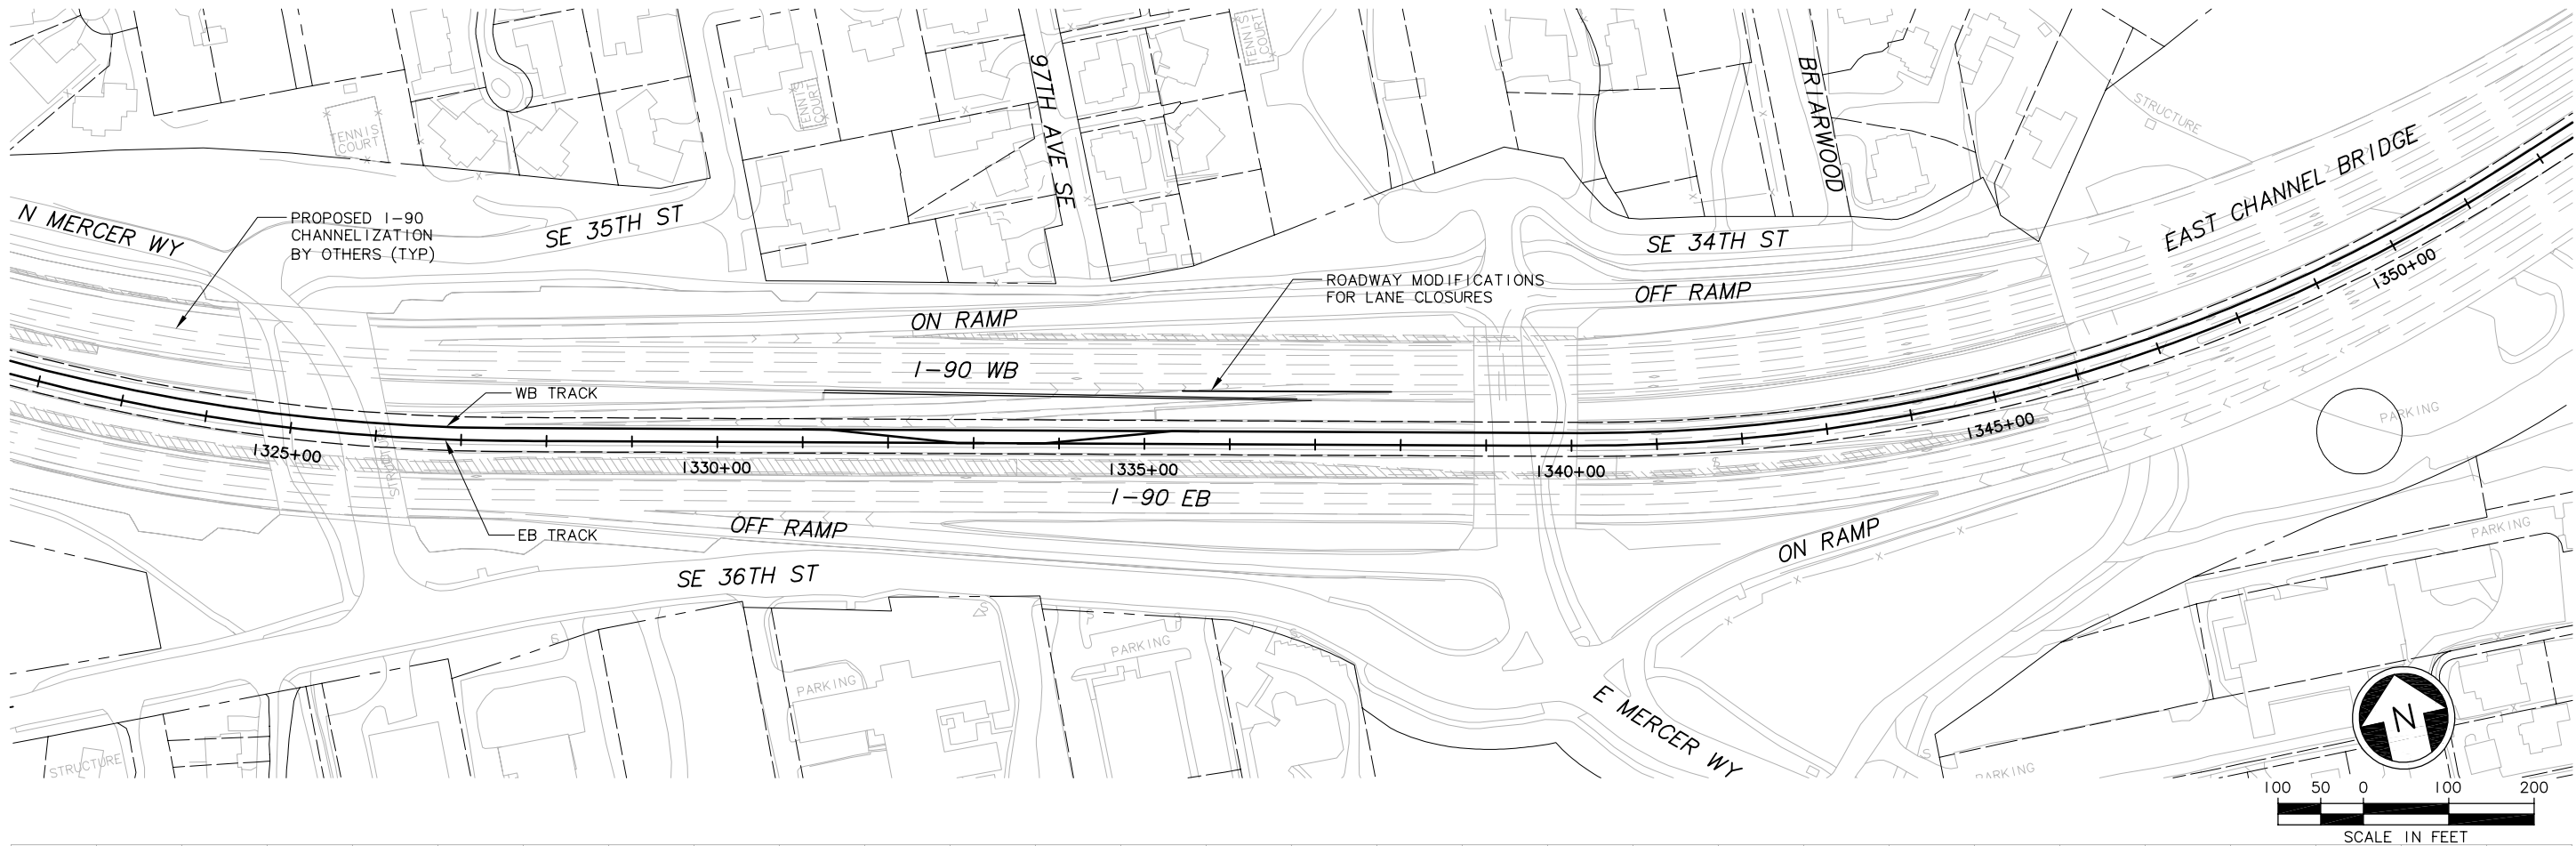 TENNIS
COURT
TENNIS
COURT
97TH AVE SE
TENNIS
COURT
BRIARWOOD
STRUCTURE
EAST CHANNEL BRIDGE
N MERCER WY
PROPOSED I-90
CHANNELIZATION
BY OTHERS (TYP)
SE 35TH ST
SE 34TH ST
ROADWAY MODIFICATIONS
FOR LANE CLOSURES
OFF RAMP
ON RAMP
I-90 WB
WB TRACK
1350+00
1345+00
PARKING
1325+00
STRUCTURE
1330+00
1335+00
1340+00
I-90 EB
OFF RAMP
EB TRACK
ON RAMP
PARKING
SE 36TH ST
PARKING
PARKING
E MERCER WY
STRUCTURE
PARKING
N
100 50 0 100 200
SCALE IN FEET